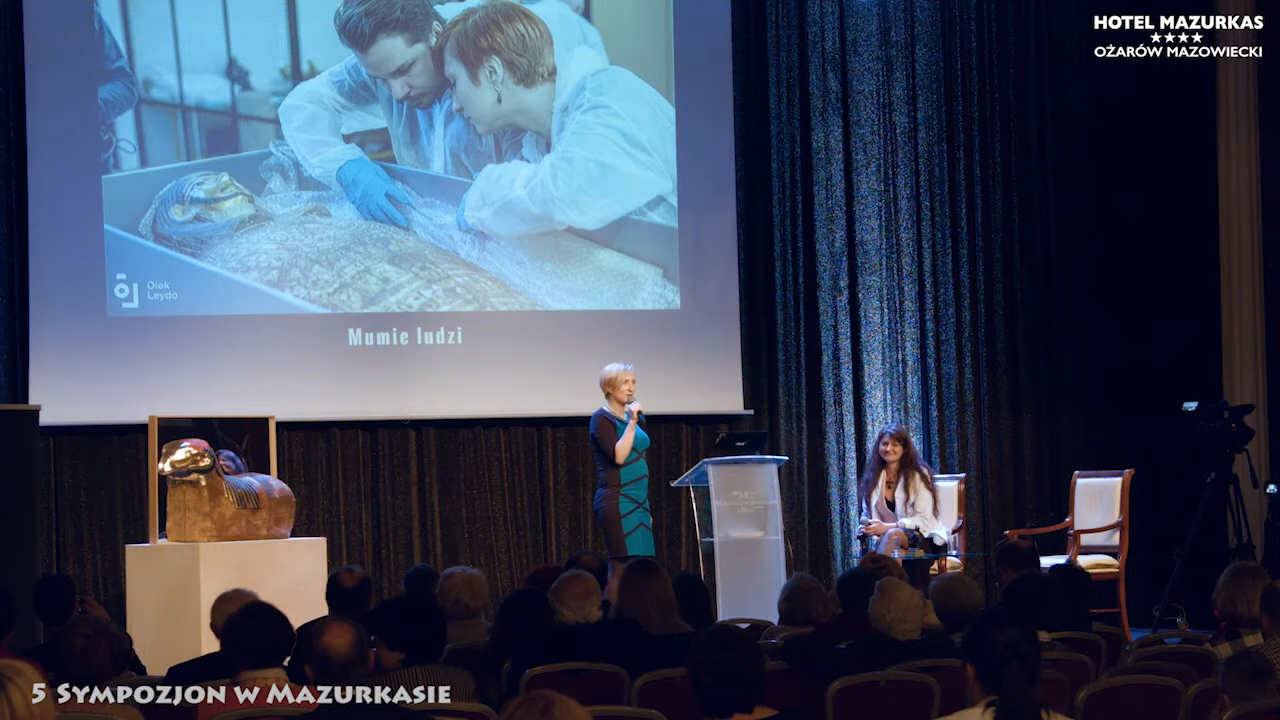 HOTEL MAZURKAS
OŻARÓW MAZOWIECKI
Olek
Leydo
Mumie ludzi
5 Sympozjon w Mazurkasie